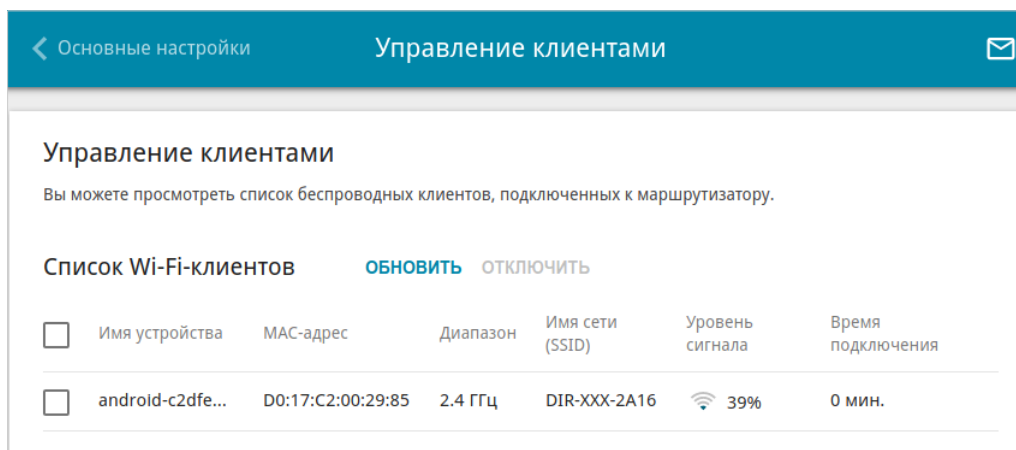 Основные настройки Управление клиентами
Управление клиентами
Вы можете просмотреть список беспроводных клиентов, подключенных к маршрутизатору.
Список Wi-Fi-клиентов ОБНОВИТЬ ОТКЛЮЧИТЬ
Имя устройства MAC-адрес Диапазон Имя сети (SSID) Уровень сигнала Время подключения
android-c2dfe... D0:17:C2:00:29:85 2.4 ГГц DIR-XXX-2A16 39% 0 мин.